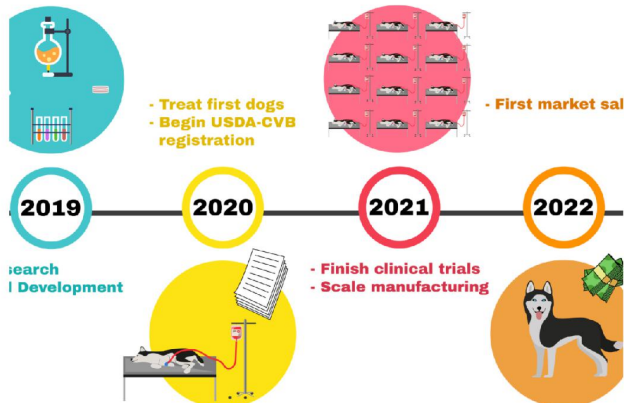 - Treat first dogs
- Begin USDA-CVB
registration
- First market sal
2019
2020
2021
2022
search
d Development
- Finish clinical trials
- Scale manufacturing